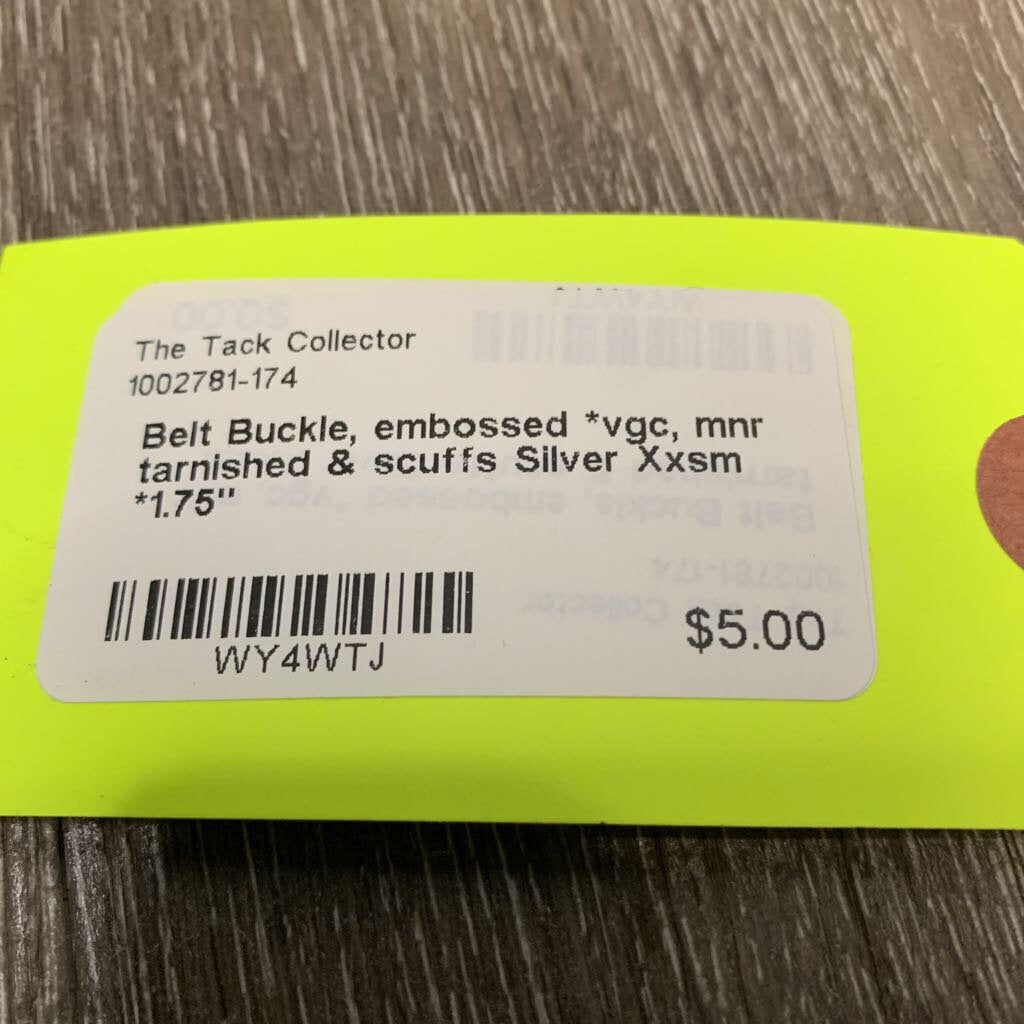 The Tack Collector
1002781-174
Belt Buckle, embossed *vgc, mnr
tarnished & scuffs Silver Xxsm
*1.75"
WY4WTJ
$5.00